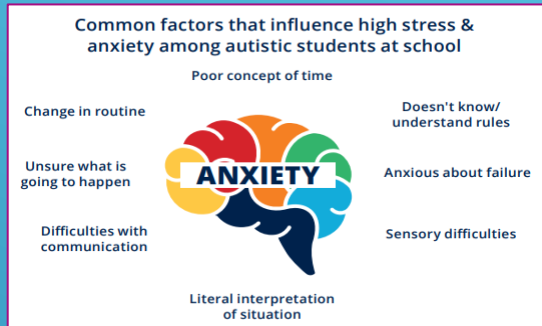 Common factors that influence high stress &
anxiety among autistic students at school
Poor concept of time
Change in routine
Doesn't know/
understand rules
Unsure what is
going to happen
ANXIETY
Anxious about failure
Difficulties with
communication
Sensory difficulties
Literal interpretation
of situation